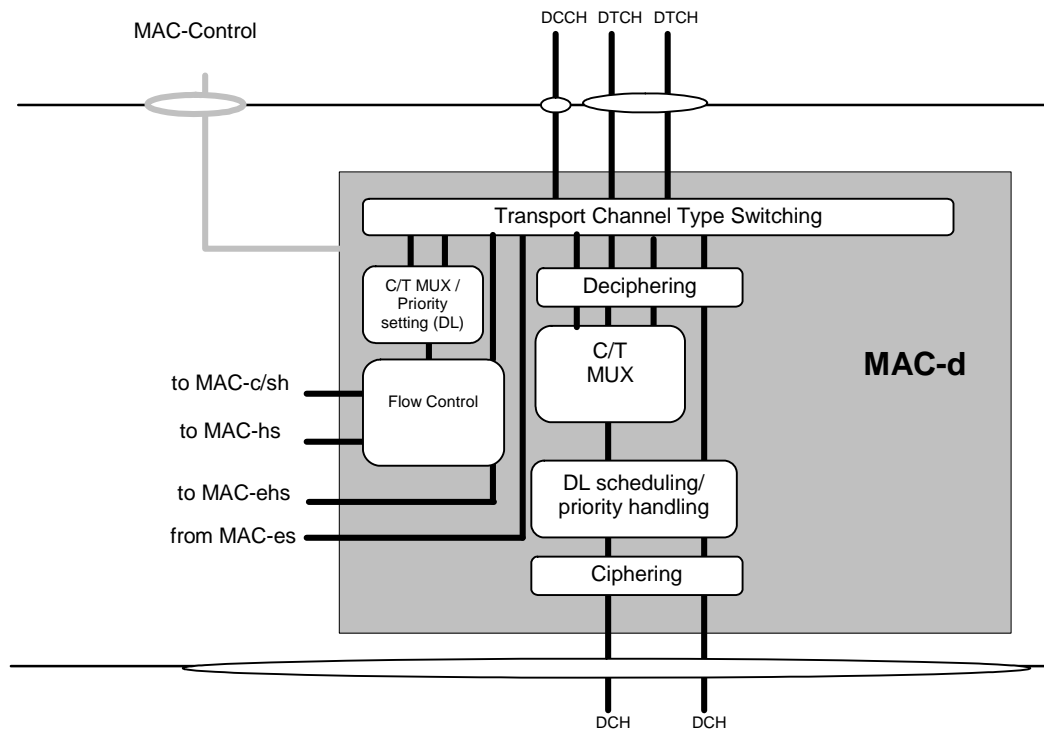 DCCH DTCH DTCH
MAC-Control
Transport Channel Type Switching
C/T MUX /
Priority
setting (DL)
Deciphering
C/T
MUX
MAC-d
to MAC-c/sh
Flow Control
to MAC-hs
to MAC-ehs
DL scheduling/
priority handling
from MAC-es
Ciphering
DCH DCH